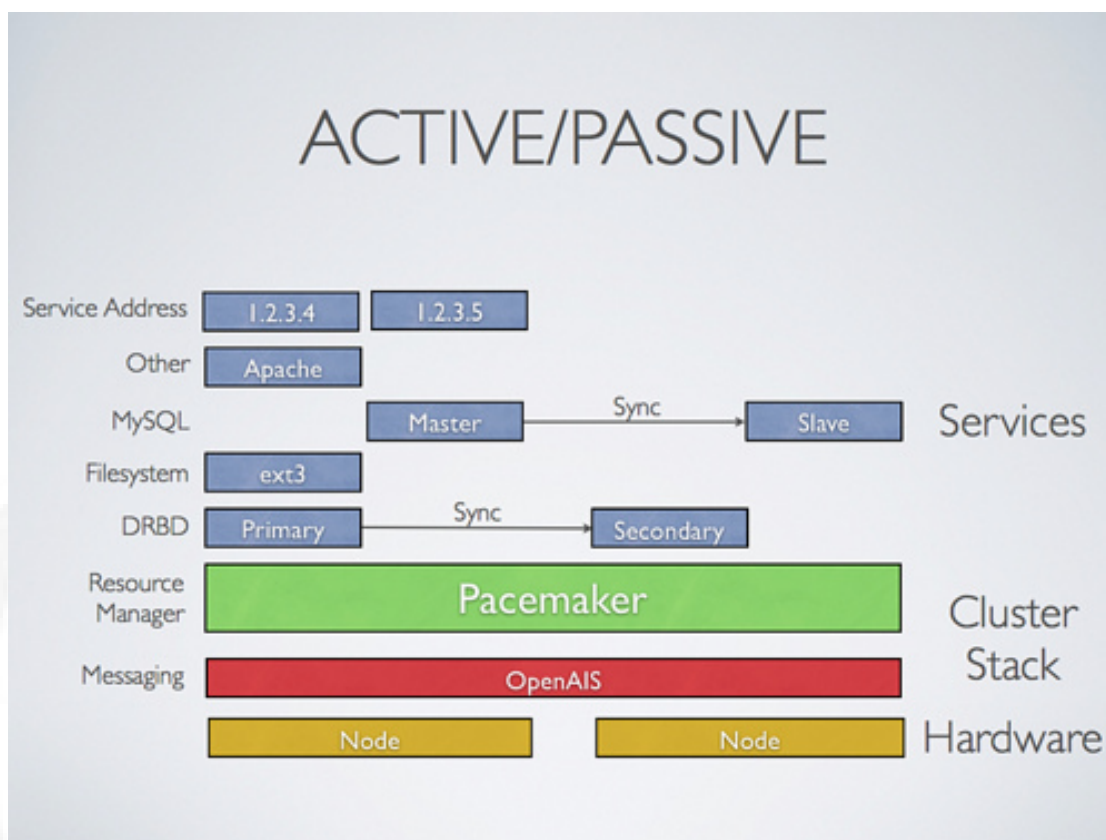 ACTIVE/PASSIVE
Service Address 1.2.3.4 1.2.3.5
Other Apache
MySQL Master Sync Slave Services
Filesystem ext3
DRBD Primary Sync Secondary
Resource
Manager Pacemaker
Cluster
Stack
Messaging OpenAIS
Node Node Hardware